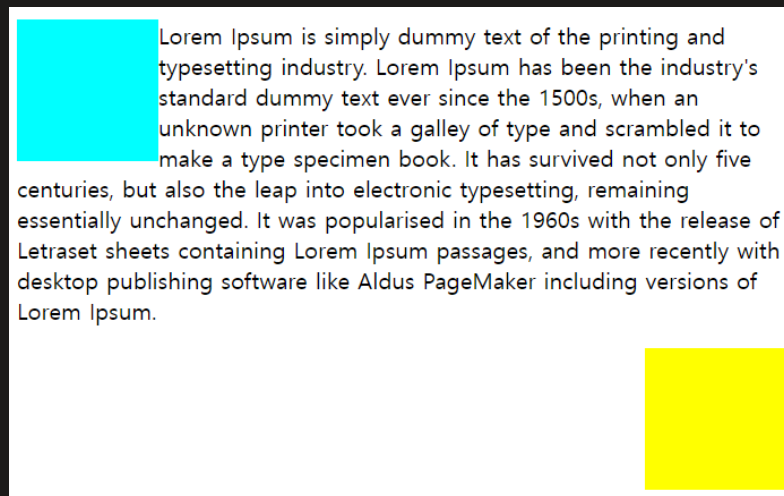 Lorem Ipsum is simply dummy text of the printing and
typesetting industry. Lorem Ipsum has been the industry's
standard dummy text ever since the 1500s, when an
unknown printer took a galley of type and scrambled it to
make a type specimen book. It has survived not only five
centuries, but also the leap into electronic typesetting, remaining
essentially unchanged. It was popularised in the 1960s with the release of
Letraset sheets containing Lorem Ipsum passages, and more recently with
desktop publishing software like Aldus PageMaker including versions of
Lorem Ipsum.